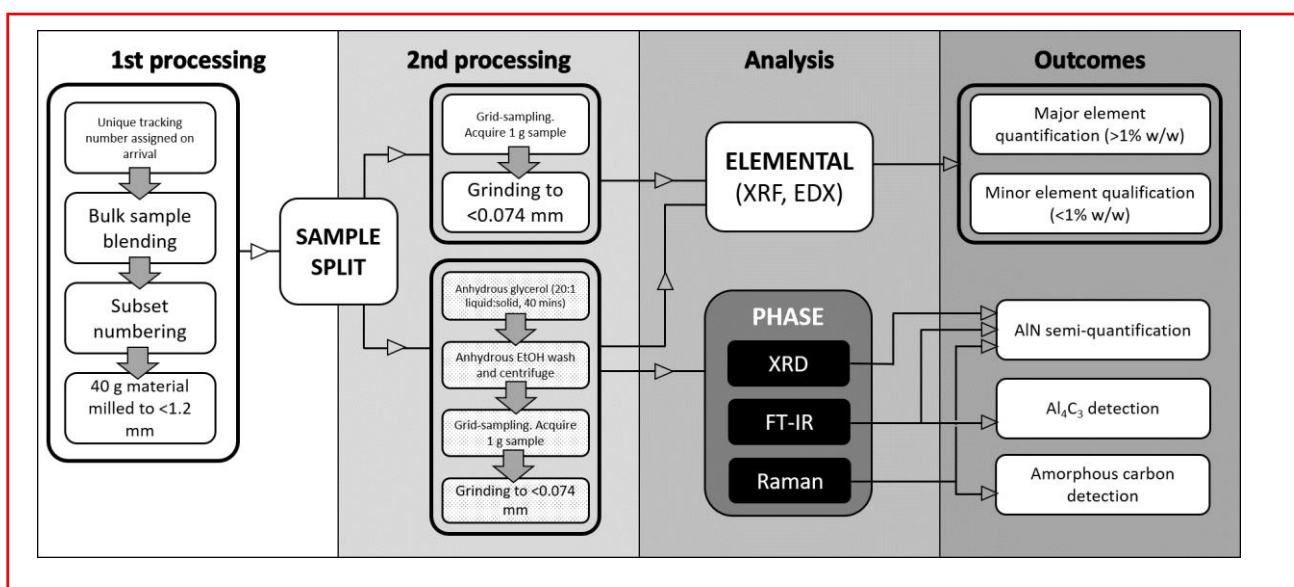 1st processing
Unique tracking
number assigned on
arrival
Bulk sample
blending
Subset
numbering
40 g material
milled to <1.2
mm
SAMPLE
SPLIT
2nd processing
Grid-sampling.
Acquire 1 g sample
Grinding to
<0.074 mm
Anhydrous glycerol (20:1
liquid:solid, 40 mins)
Anhydrous EtOH wash
and centrifuge
Grid-sampling. Acquire
1 g sample
Grinding to <0.074
mm
Analysis
ELEMENTAL
(XRF, EDX)
PHASE
XRD
FT-IR
Raman
Outcomes
Major element
quantification (>1% w/w)
Minor element qualification
(<1% w/w)
AlN semi-quantification
Al₄C₃ detection
Amorphous carbon
detection